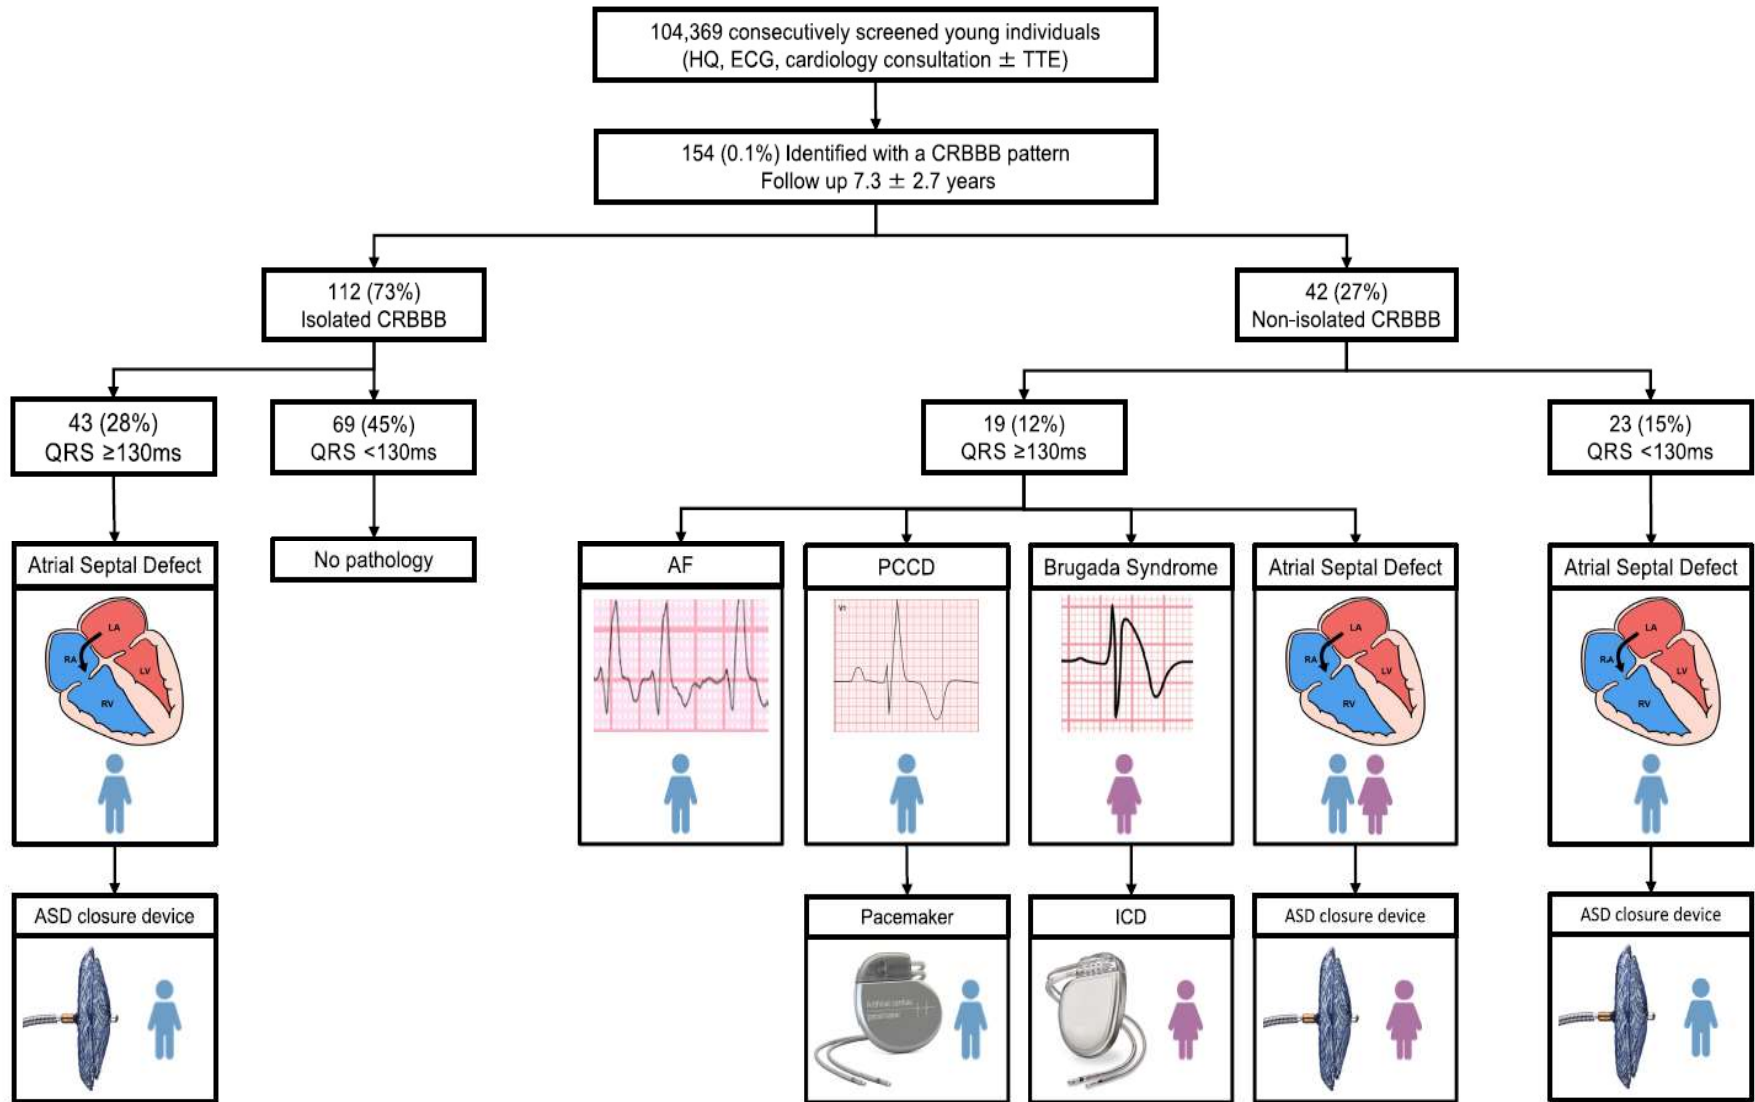 104,369 consecutively screened young individuals
(HQ, ECG, cardiology consultation ± TTE)
154 (0.1%) Identified with a CRBBB pattern
Follow up 7.3 ± 2.7 years
112 (73%)
Isolated CRBBB
42 (27%)
Non-isolated CRBBB
43 (28%)
QRS ≥130ms
69 (45%)
QRS <130ms
19 (12%)
QRS ≥130ms
23 (15%)
QRS <130ms
No pathology
Atrial Septal Defect
LA
RA
LV
RV
AF
PCCD
V1
Brugada Syndrome
Atrial Septal Defect
LA
RA
LV
RV
Atrial Septal Defect
LA
RA
LV
RV
ASD closure device
Pacemaker
ICD
ASD closure device
ASD closure device